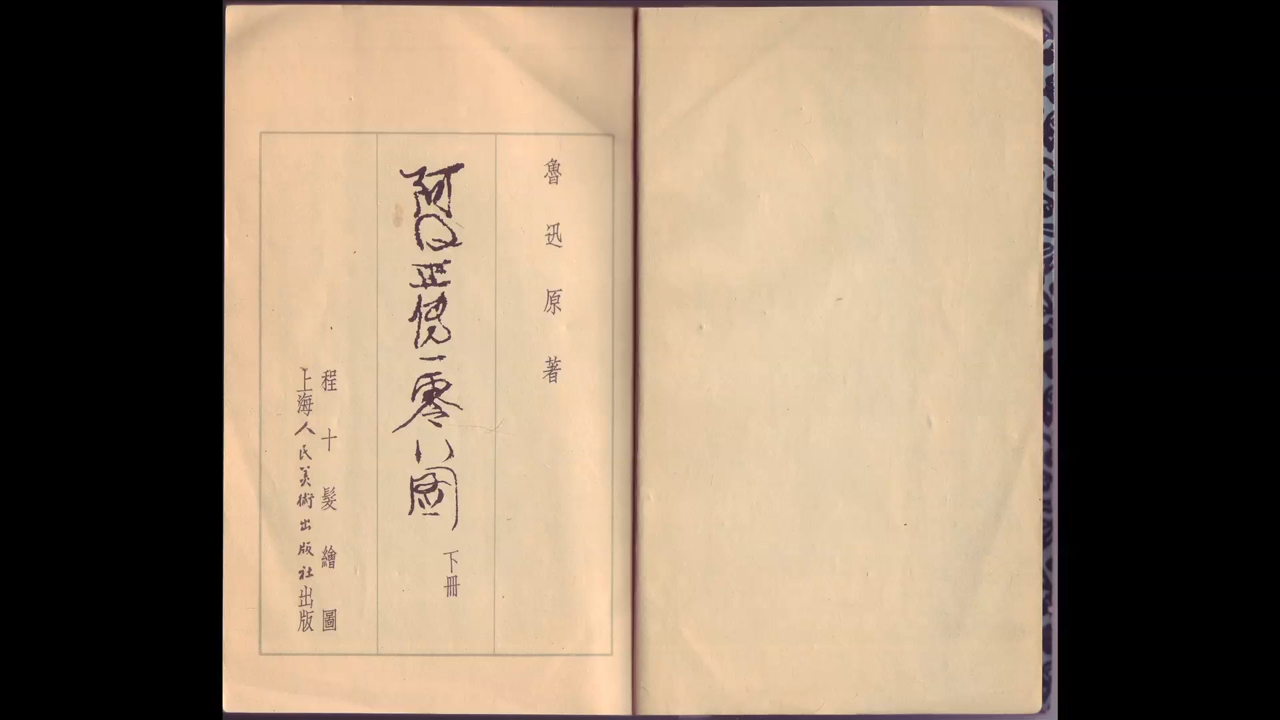 魯迅原著
阿Q正傳一零八圖
下冊
程十髮繪圖
上海人民美術出版社出版